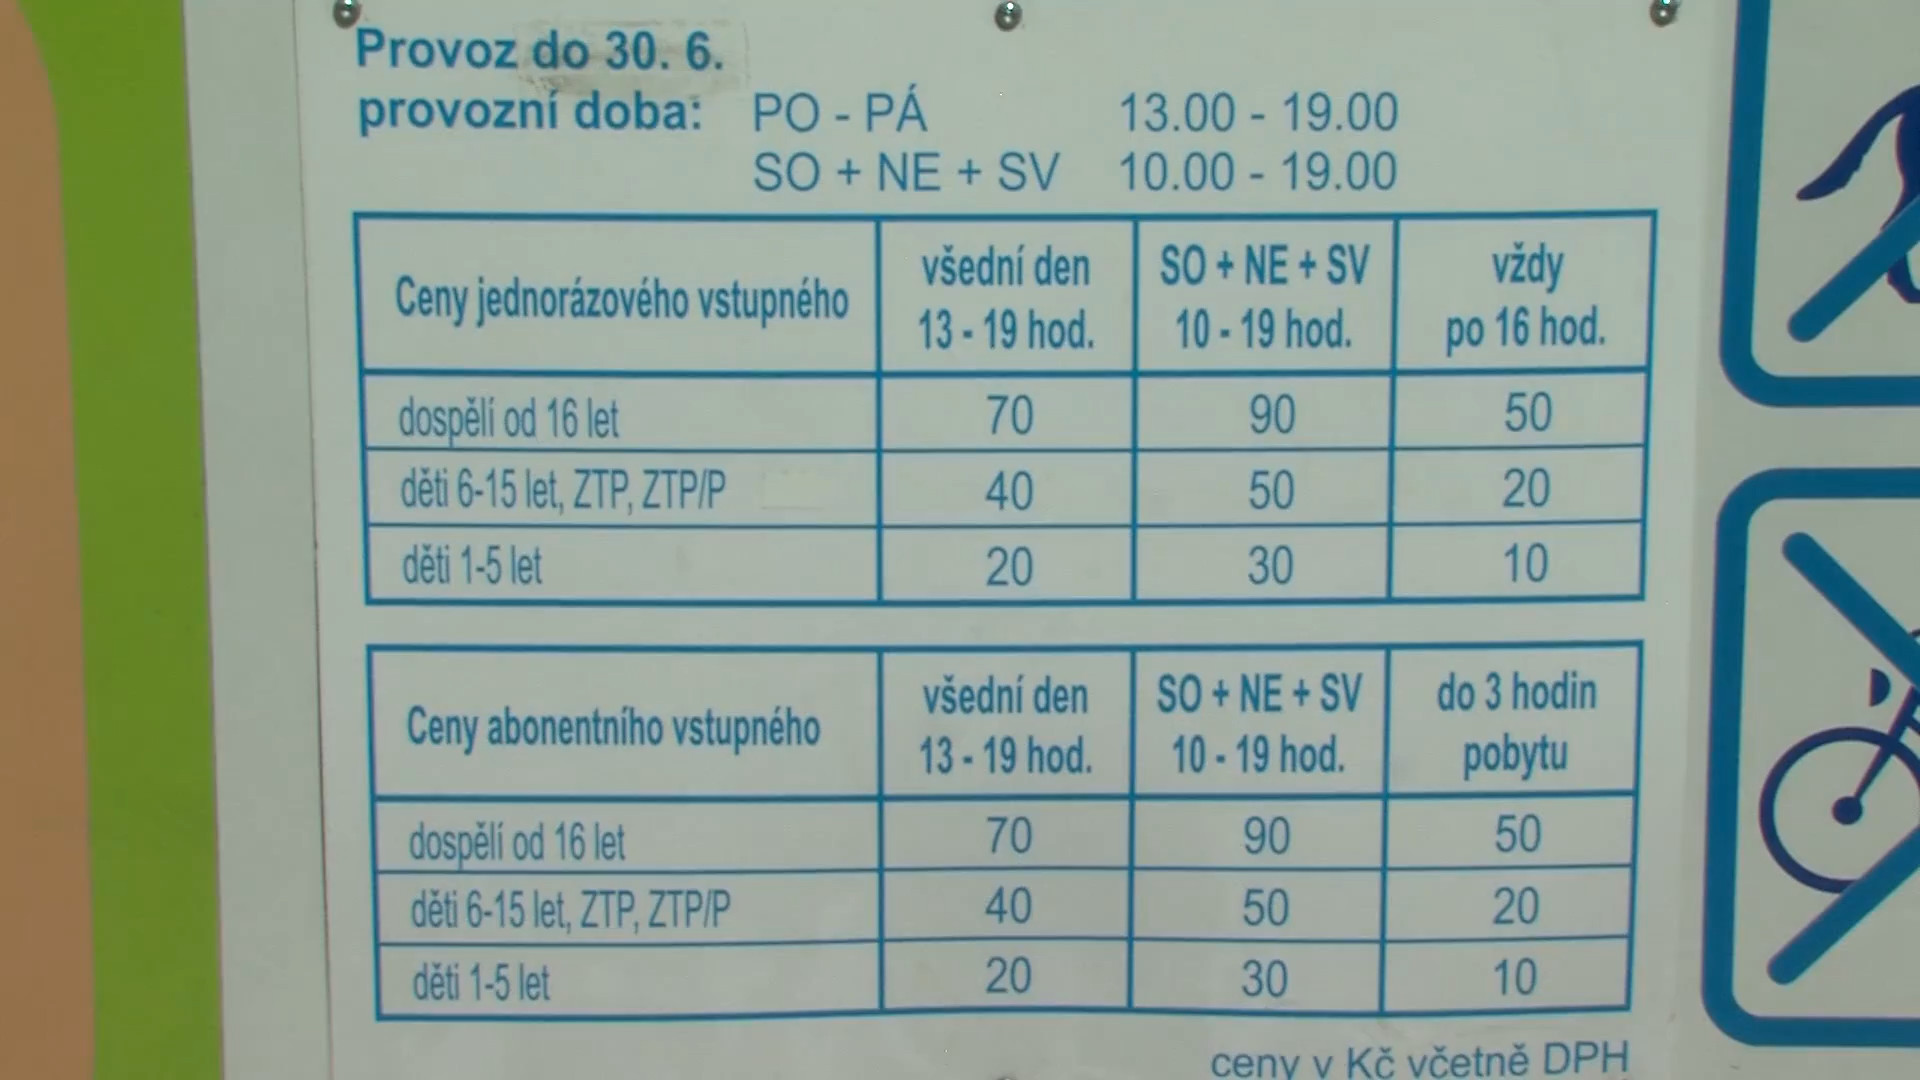 Provoz do 30. 6.
provozní doba: PO - PÁ 13.00 - 19.00
SO + NE + SV 10.00 - 19.00
Ceny jednorázového vstupného všední den 13 - 19 hod. SO + NE + SV 10 - 19 hod. vždy po 16 hod.
dospělí od 16 let 70 90 50
děti 6-15 let, ZTP, ZTP/P 40 50 20
děti 1-5 let 20 30 10
Ceny abonentního vstupného všední den 13 - 19 hod. SO + NE + SV 10 - 19 hod. do 3 hodin pobytu
dospělí od 16 let 70 90 50
děti 6-15 let, ZTP, ZTP/P 40 50 20
děti 1-5 let 20 30 10
ceny v Kč včetně DPH